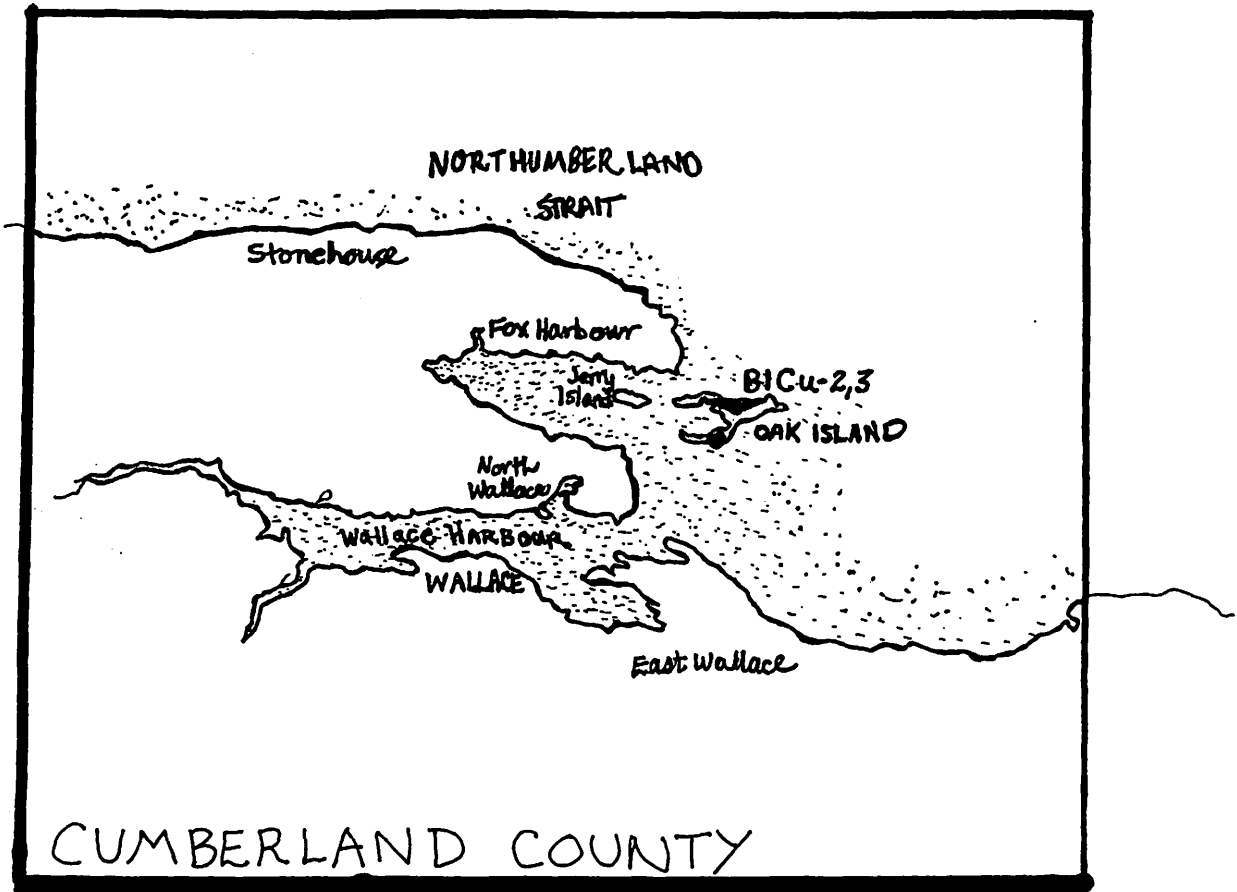 NORTHUMBERLAND
STRAIT
Stonehouse
Fox Harbour
Jerry
Island
BICu-2,3
OAK ISLAND
North
Wallace
Wallace HARBOUR
WALLACE
East Wallace
CUMBERLAND COUNTY